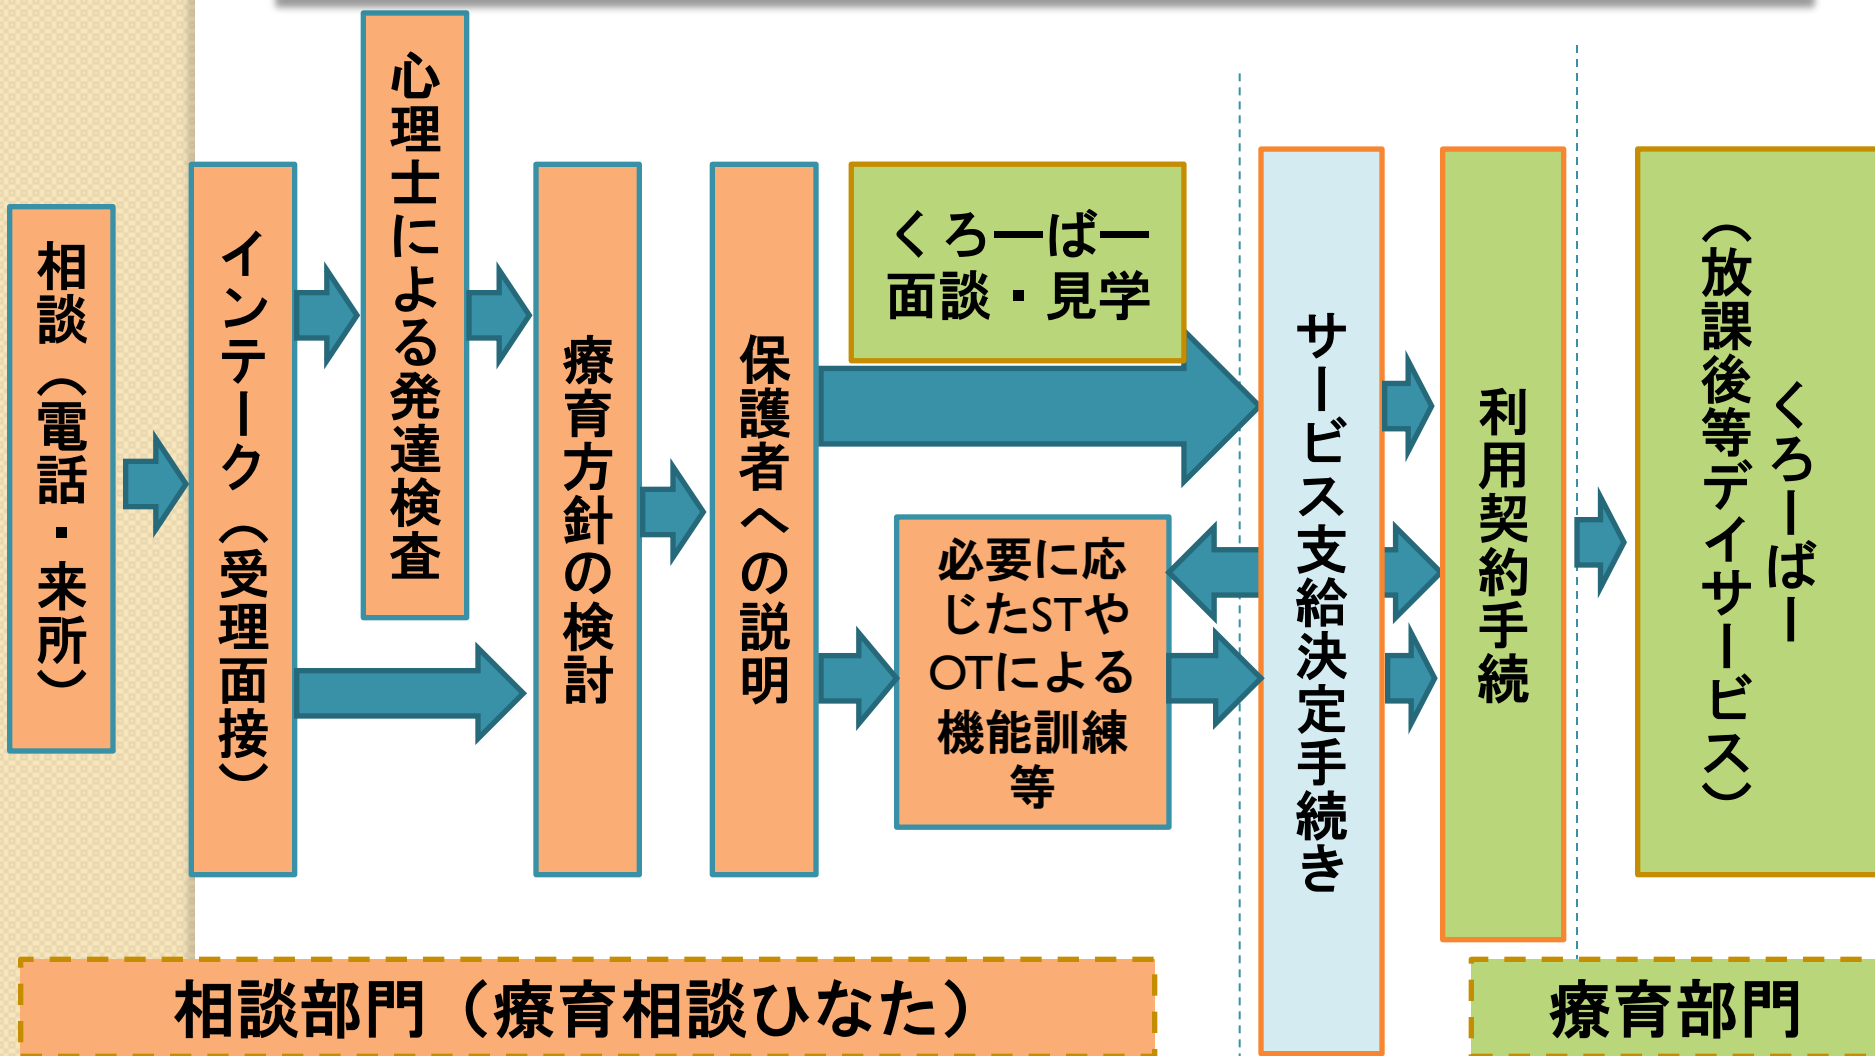 相談（電話・来所）
インテーク（受理面接）
心理士による発達検査
療育方針の検討
保護者への説明
くろーばー
面談・見学
必要に応
じたSTや
OTによる
機能訓練
等
サービス支給決定手続き
利用契約手続
くろーばー
（放課後等デイサービス）
相談部門（療育相談ひなた）
療育部門